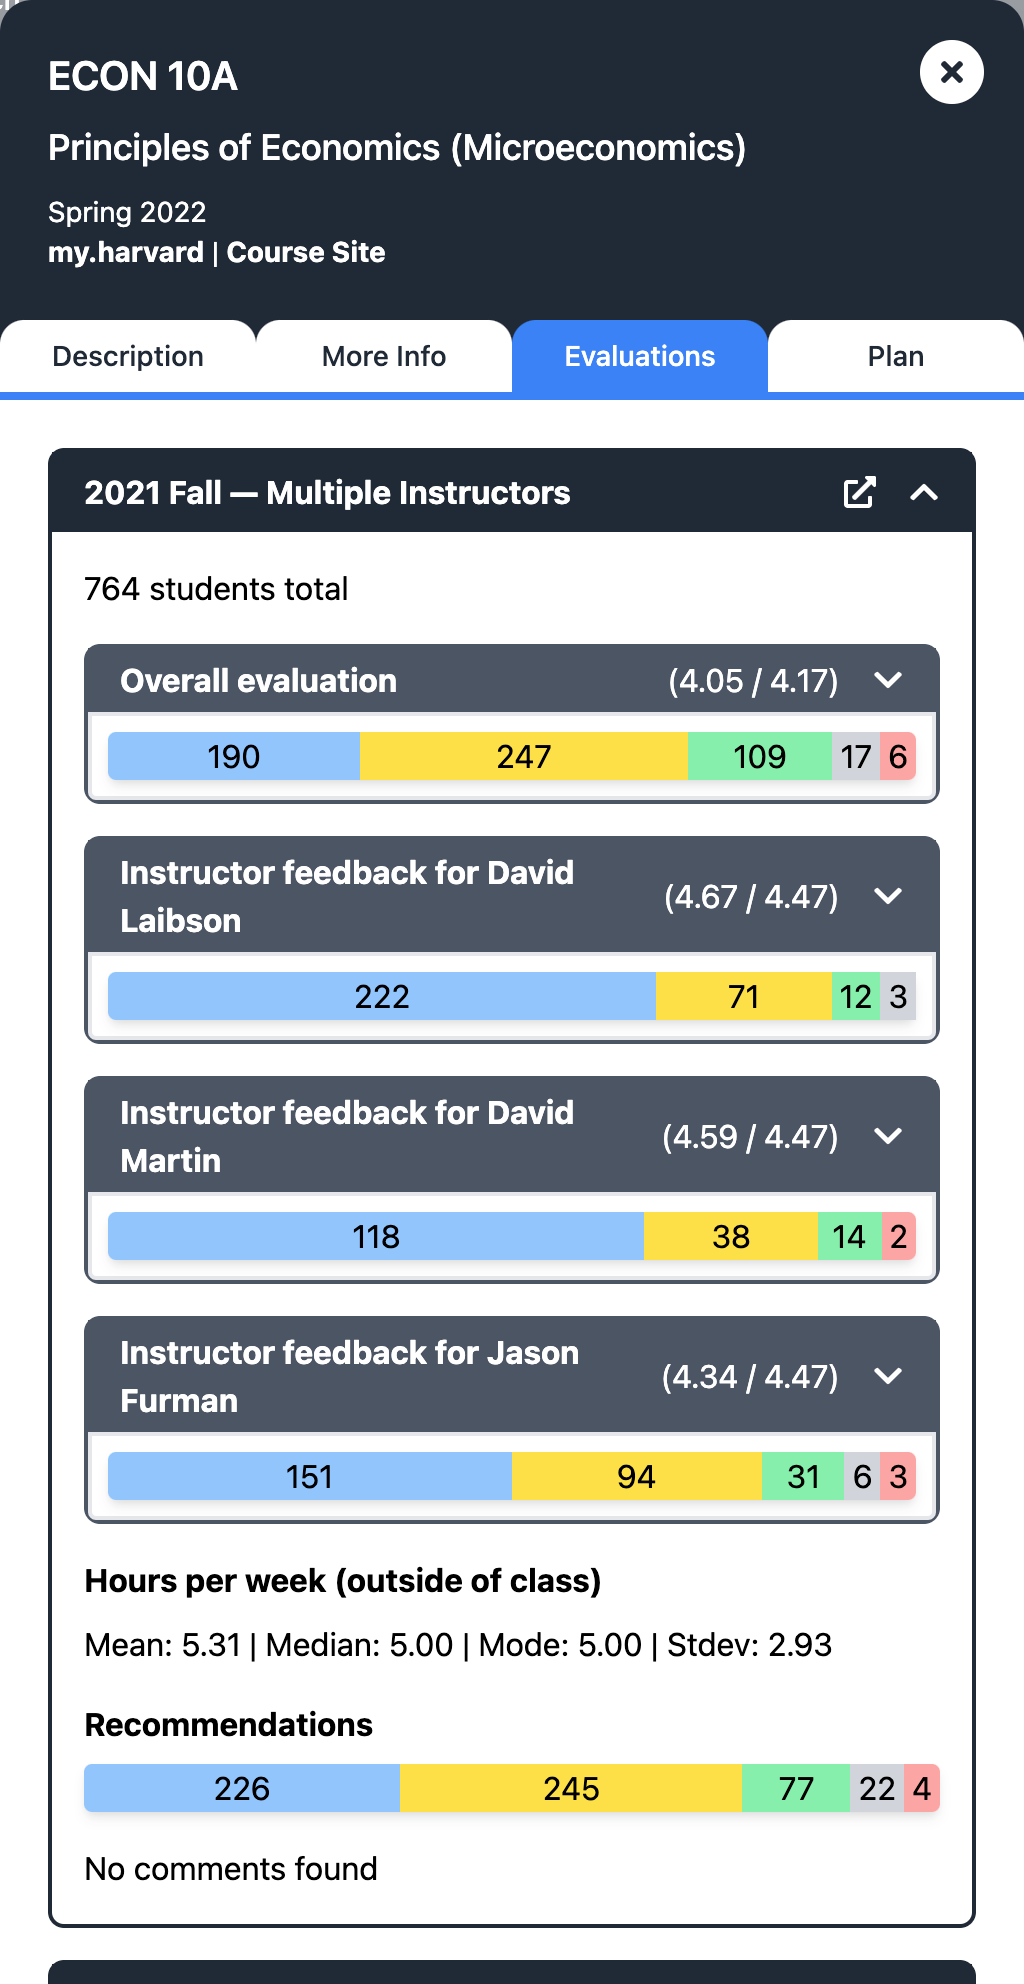 ECON 10A
Principles of Economics (Microeconomics)
Spring 2022
my.harvard | Course Site
Description More Info Evaluations Plan
2021 Fall — Multiple Instructors
764 students total
Overall evaluation (4.05 / 4.17)
190 247 109 17 6
Instructor feedback for David
Laibson
(4.67 / 4.47)
222 71 12 3
Instructor feedback for David
Martin
(4.59 / 4.47)
118 38 14 2
Instructor feedback for Jason
Furman
(4.34 / 4.47)
151 94 31 6 3
Hours per week (outside of class)
Mean: 5.31 | Median: 5.00 | Mode: 5.00 | Stdev: 2.93
Recommendations
226 245 77 22 4
No comments found